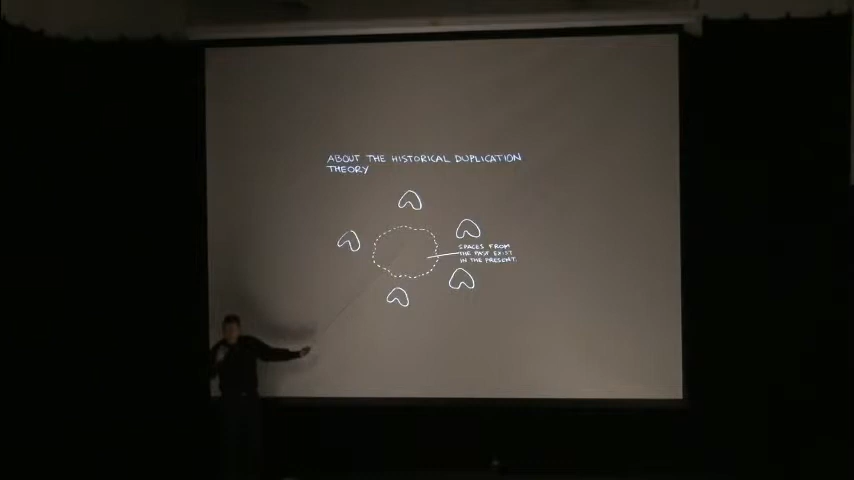 ABOUT THE HISTORICAL DUPLICATION
THEORY
SPACES FROM
THE PAST EXIST
IN THE PRESENT.